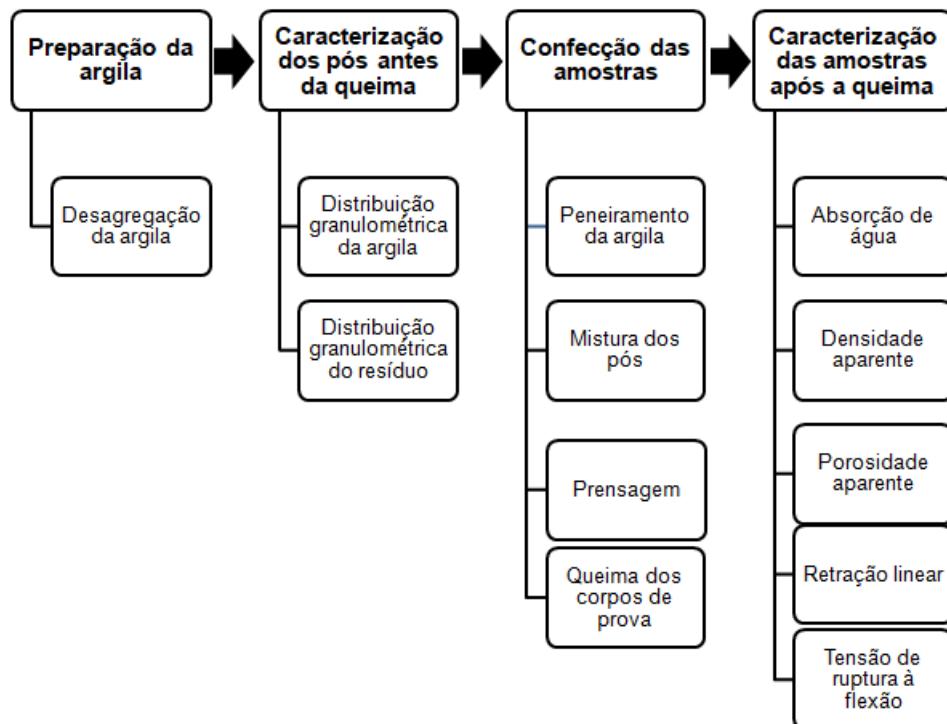 Preparação da
argila
Desagregação
da argila
Caracterização
dos pós antes
da queima
Distribuição
granulométrica
da argila
Distribuição
granulométrica
do resíduo
Confecção das
amostras
Peneiramento
da argila
Mistura dos
pós
Prensagem
Queima dos
corpos de
prova
Caracterização
das amostras
após a queima
Absorção de
água
Densidade
aparente
Porosidade
aparente
Retração linear
Tensão de
ruptura à
flexão